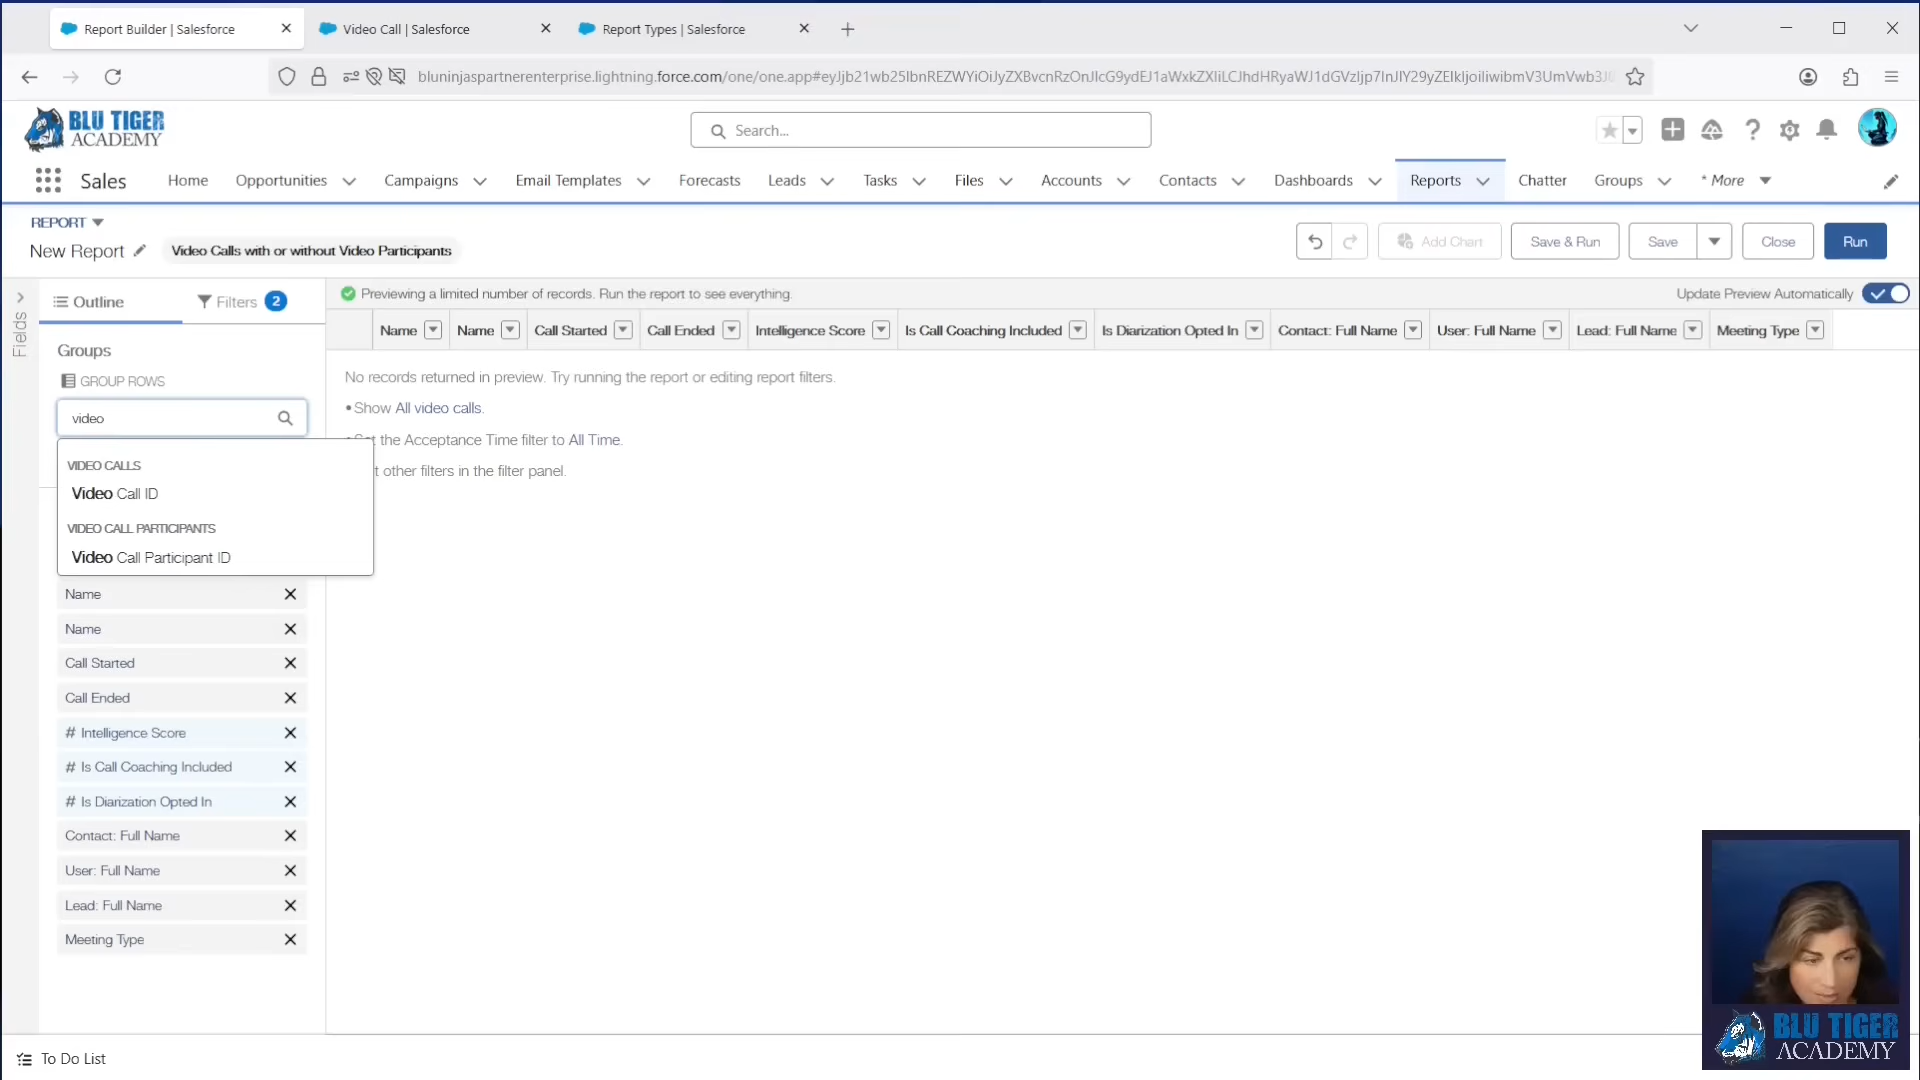 Report Builder | Salesforce
Video Call | Salesforce
Report Types | Salesforce
BLU TIGER
ACADEMY
Search...
Sales
Home
Opportunities
Campaigns
Email Templates
Forecasts
Leads
Tasks
Files
Accounts
Contacts
Dashboards
Reports
Chatter
Groups
* More
REPORT
New Report
Video Calls with or without Video Participants
Add Chart
Save & Run
Save
Close
Run
Fields
Outline
Filters 2
Previewing a limited number of records. Run the report to see everything.
Update Preview Automatically
Groups
GROUP ROWS
video
VIDEO CALLS
Video Call ID
VIDEO CALL PARTICIPANTS
Video Call Participant ID
Name
Name
Call Started
Call Ended
# Intelligence Score
# Is Call Coaching Included
# Is Diarization Opted In
Contact: Full Name
User: Full Name
Lead: Full Name
Meeting Type
Name
Name
Call Started
Call Ended
Intelligence Score
Is Call Coaching Included
Is Diarization Opted In
Contact: Full Name
User: Full Name
Lead: Full Name
Meeting Type
No records returned in preview. Try running the report or editing report filters.
• Show All video calls.
the Acceptance Time filter to All Time.
other filters in the filter panel.
To Do List
BLU TIGER
ACADEMY